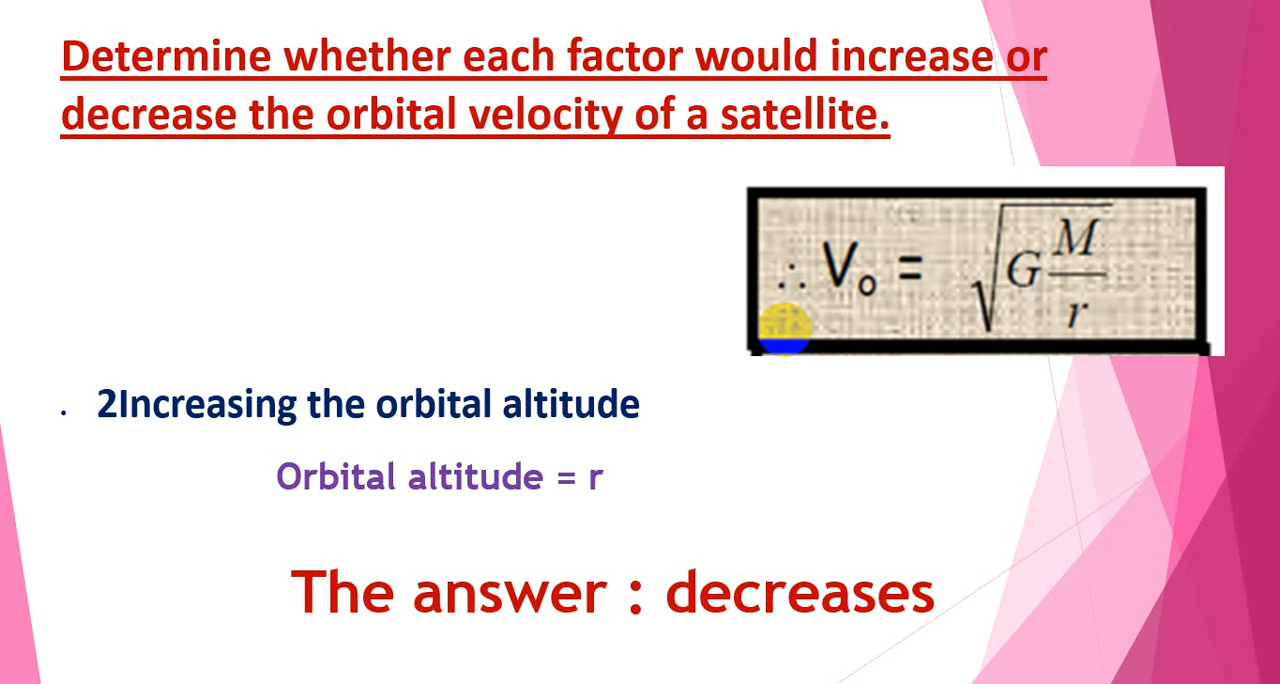 Determine whether each factor would increase or
decrease the orbital velocity of a satellite.
∴ Vₒ = √(G M/r)
. 2Increasing the orbital altitude
Orbital altitude = r
The answer : decreases